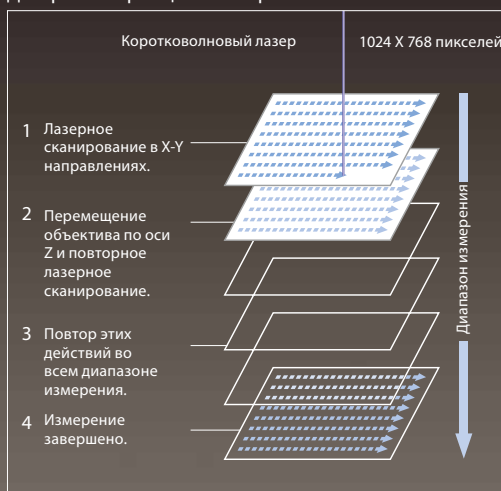 Коротковолновый лазер
1024 X 768 пикселей
1 Лазерное
сканирование в X-Y
направлениях.
2 Перемещение
объектива по оси
Z и повторное
лазерное
сканирование.
3 Повтор этих
действий во
всем диапазоне
измерения.
4 Измерение
завершено.
Диапазон измерения